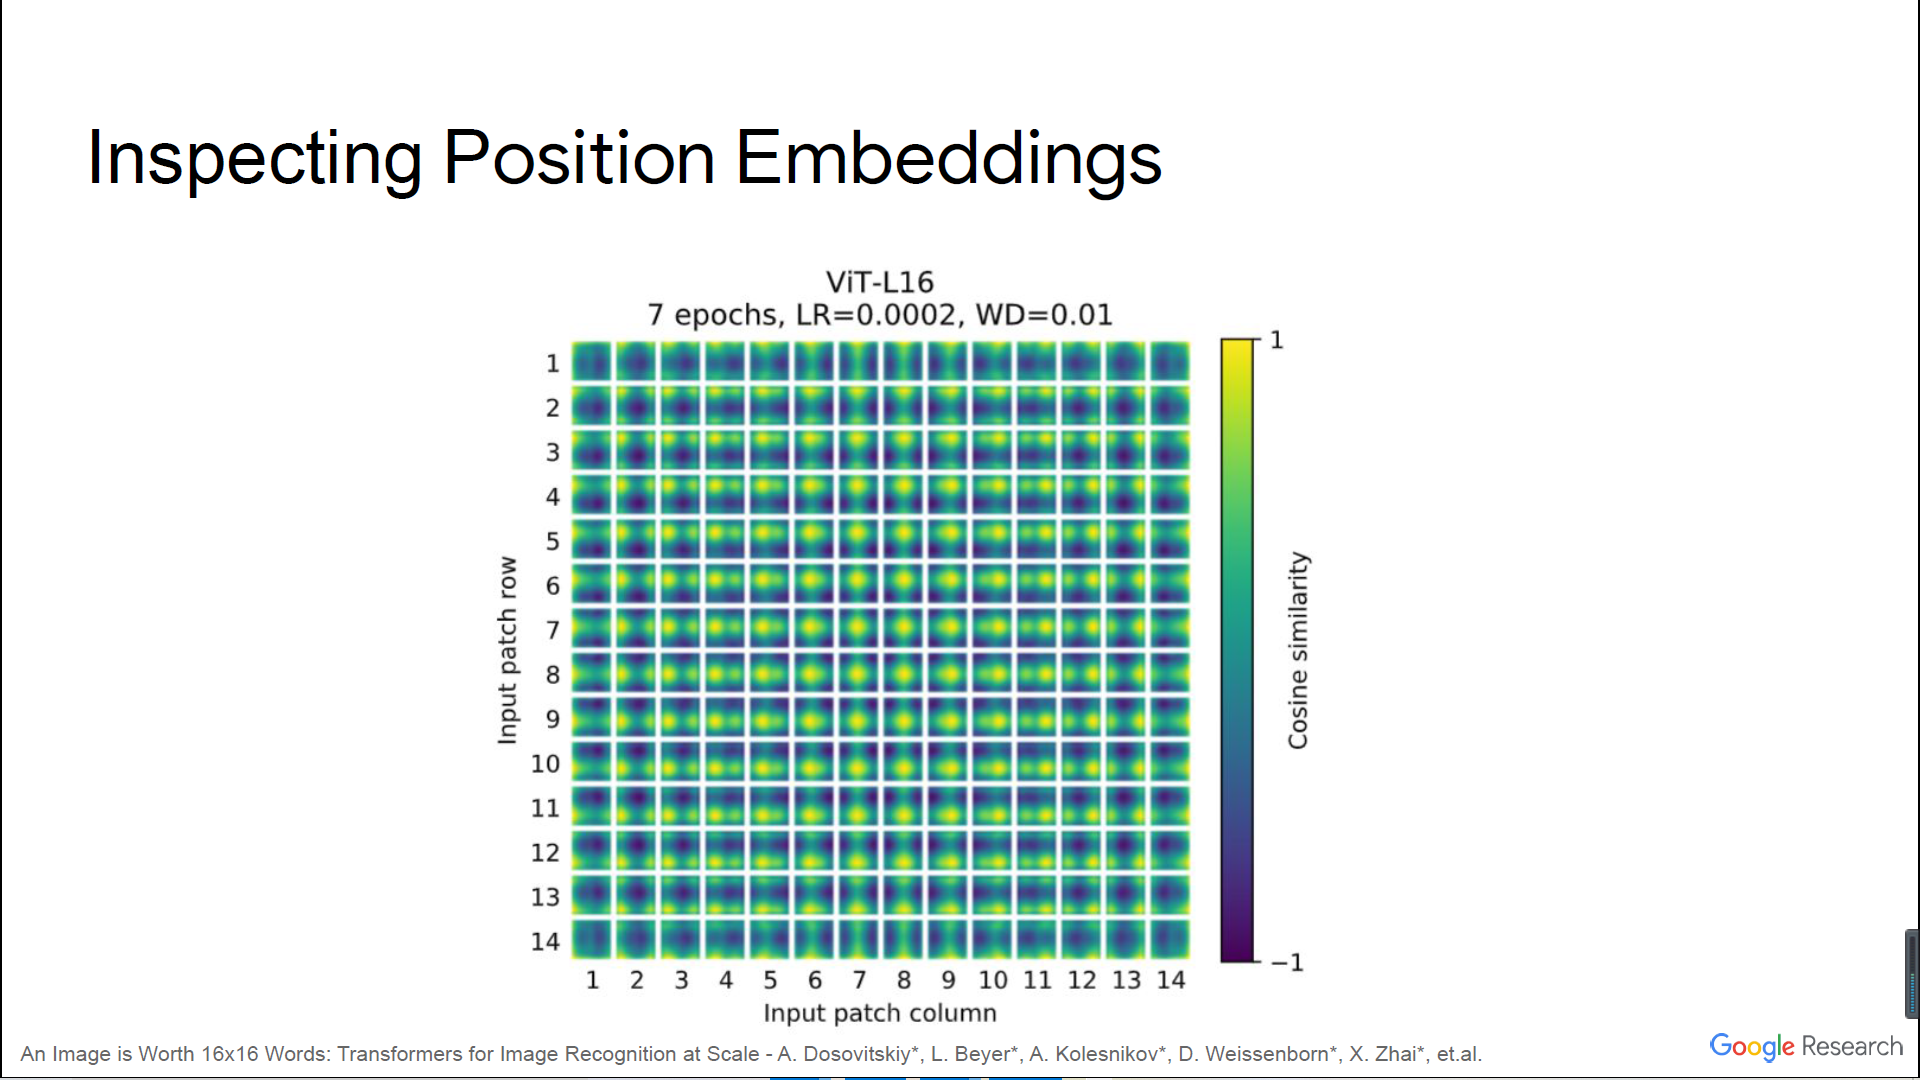 Inspecting Position Embeddings
ViT-L16
7 epochs, LR=0.0002, WD=0.01
1
2
3
4
5
6
7
8
9
10
11
12
13
14
Input patch row
1 2 3 4 5 6 7 8 9 10 11 12 13 14
Input patch column
1
-1
Cosine similarity
An Image is Worth 16x16 Words: Transformers for Image Recognition at Scale - A. Dosovitskiy*, L. Beyer*, A. Kolesnikov*, D. Weissenborn*, X. Zhai*, et.al.
Google Research